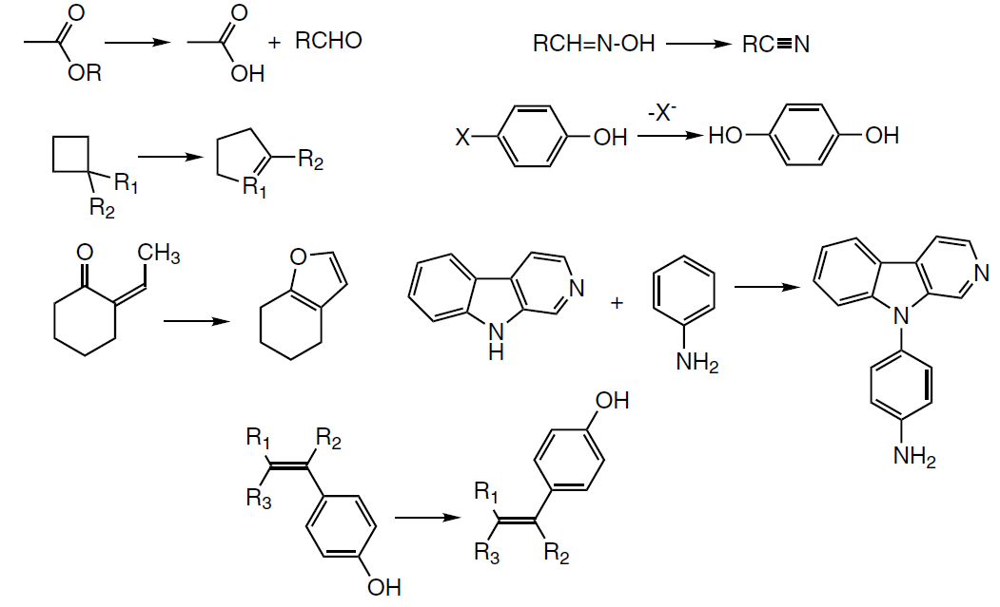 O O
OR OH + RCHO
RCH=N-OH RC≡N
X OH -X- HO OH
R1 R2 R1 R2
O CH3 O
N N H + NH2
N N NH2
R1 R2 R3 OH
R1 R3 R2 OH